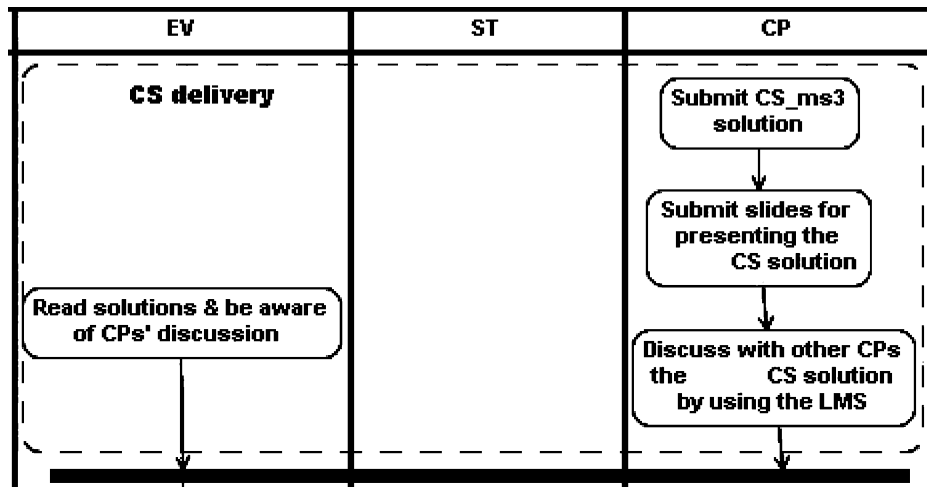 EV ST CP
CS delivery
Submit CS_ms3
solution
Submit slides for
presenting the
CS solution
Read solutions & be aware
of CPs' discussion
Discuss with other CPs
the CS solution
by using the LMS